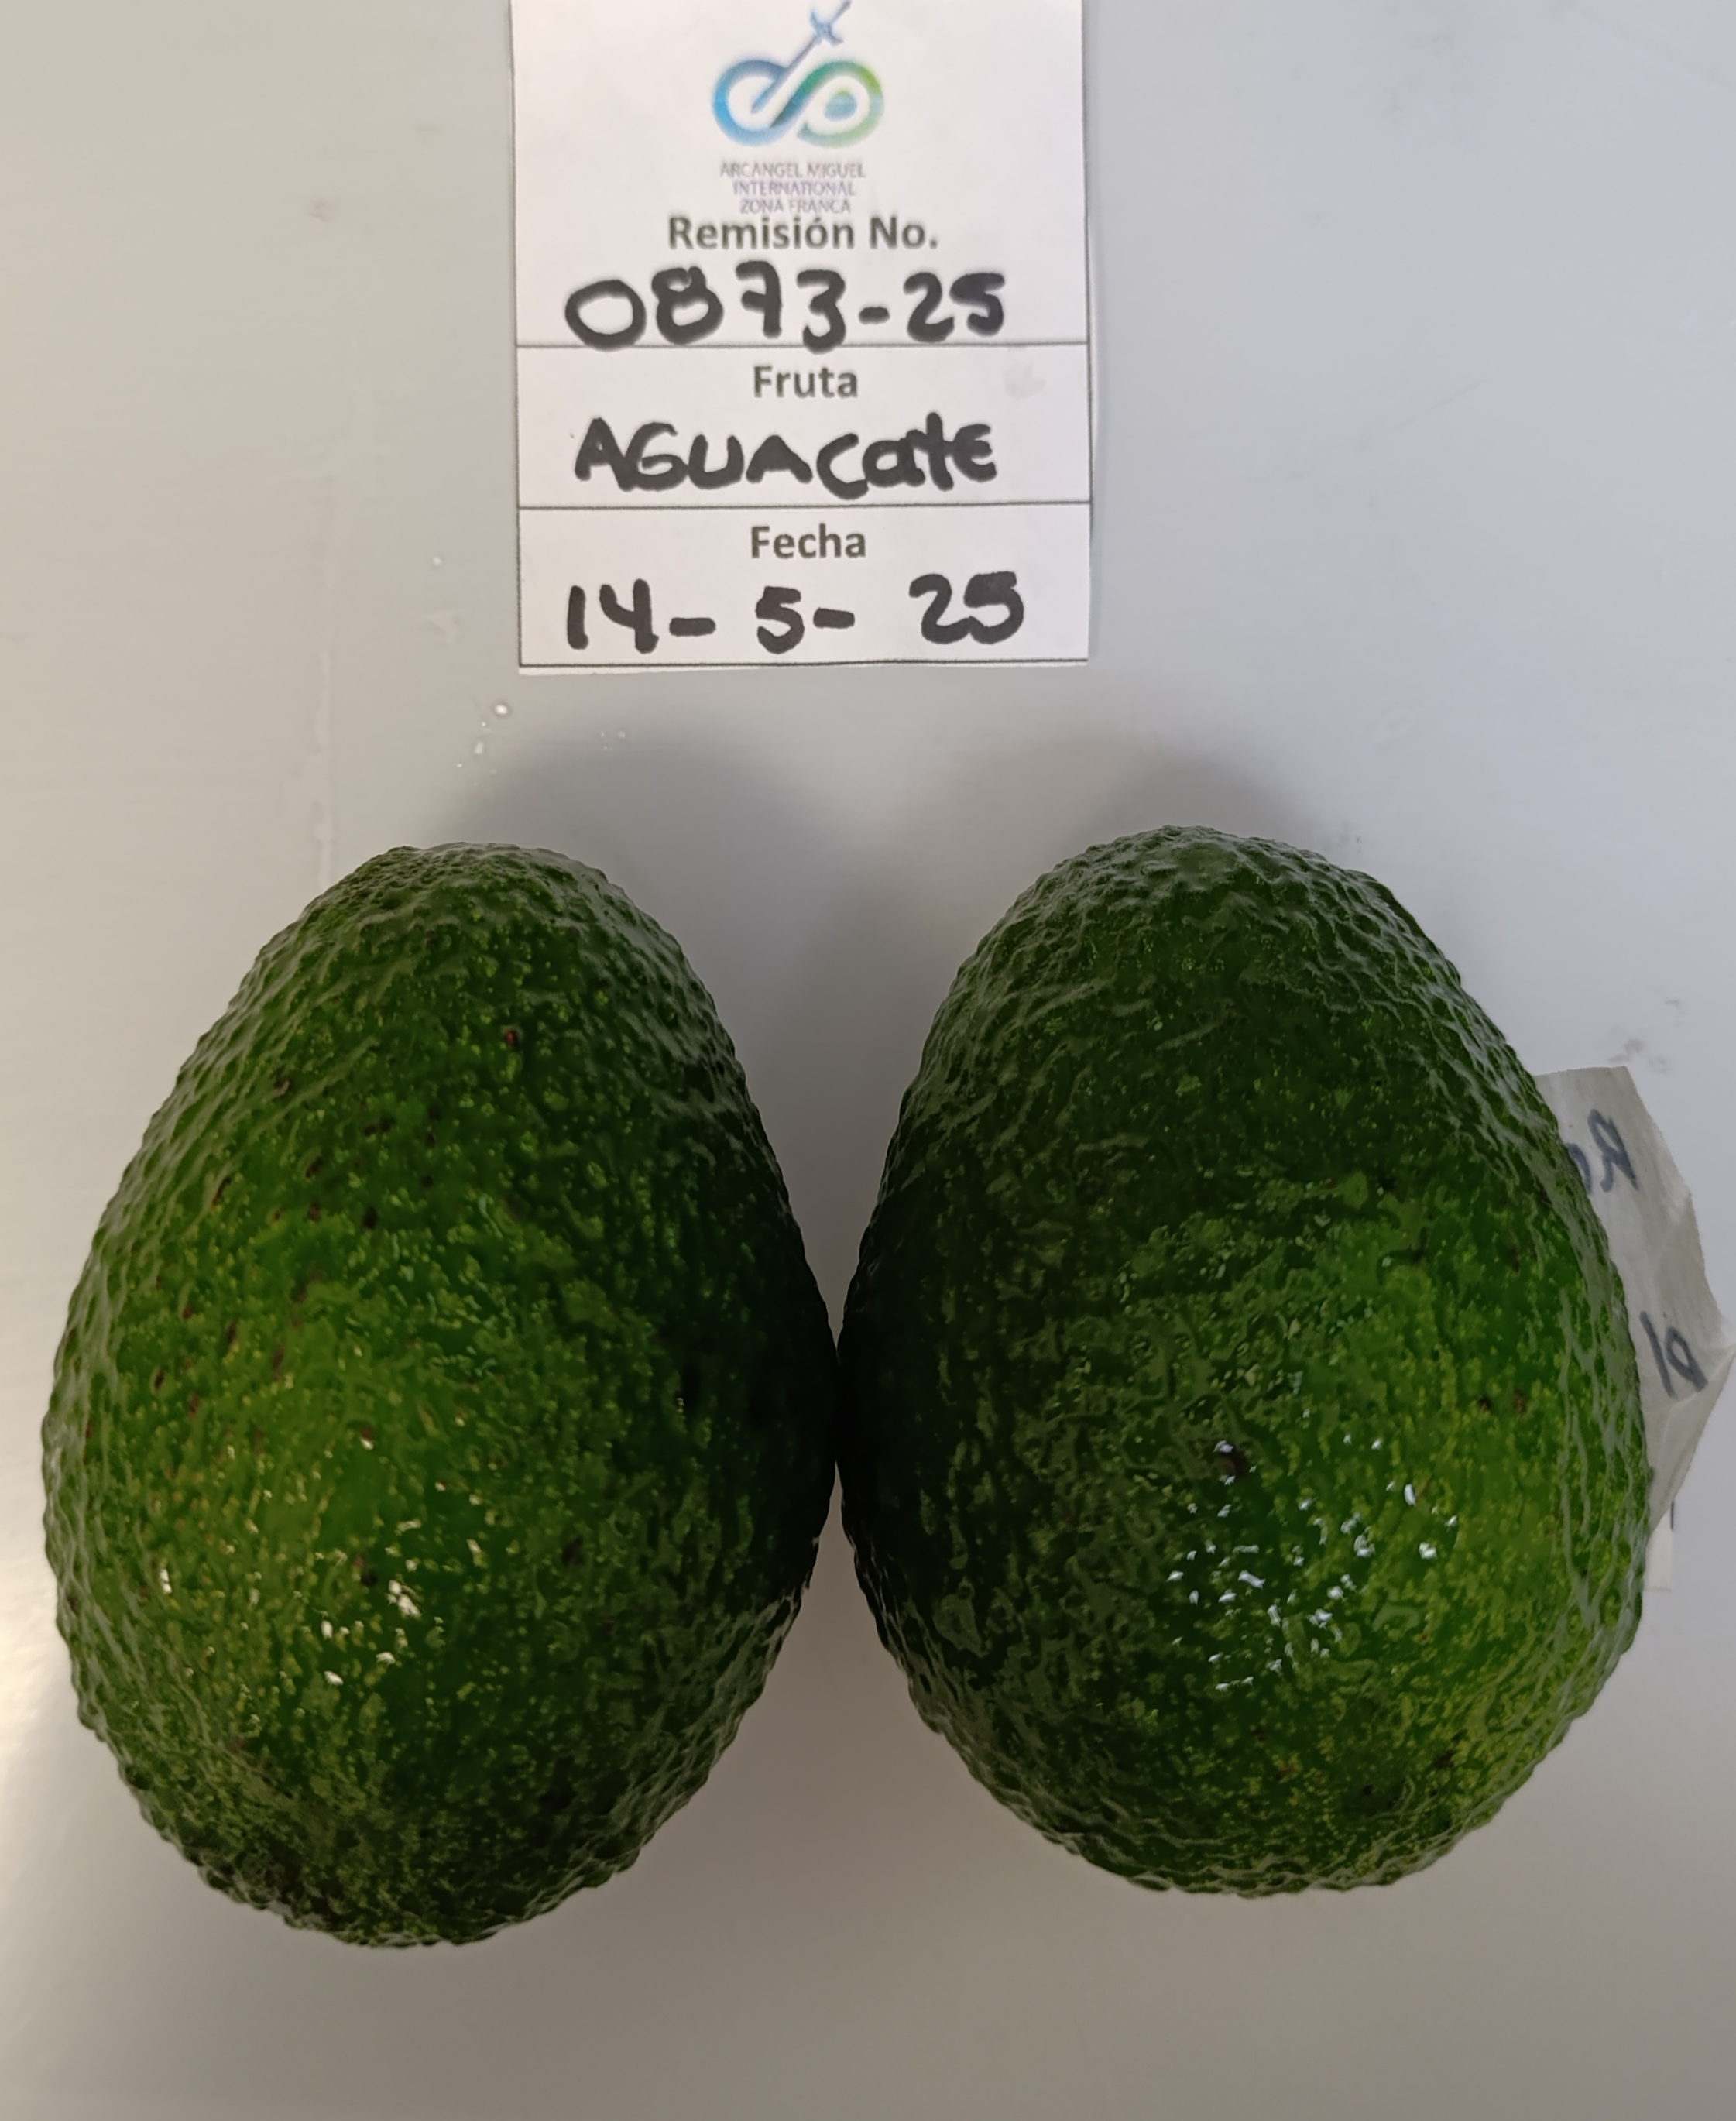 ARCANGEL MIGUEL
INTERNATIONAL
ZONA FRANCA
Remisión No.
0873-25
Fruta
AGUACate
Fecha
14- 5- 25